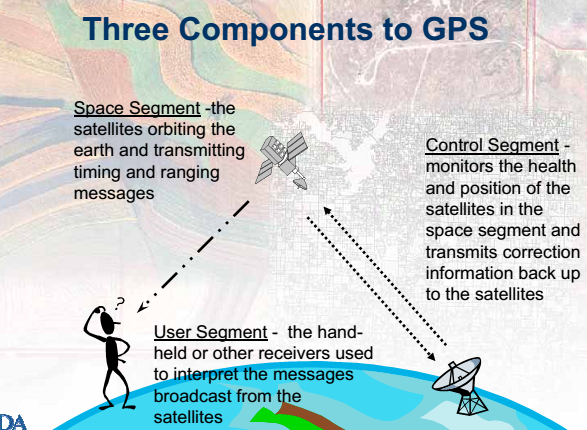 Three Components to GPS
Space Segment -the
satellites orbiting the
earth and transmitting
timing and ranging
messages
Control Segment -
monitors the health
and position of the
satellites in the
space segment and
transmits correction
information back up
to the satellites
?
User Segment - the hand-
held or other receivers used
to interpret the messages
broadcast from the
satellites
DA